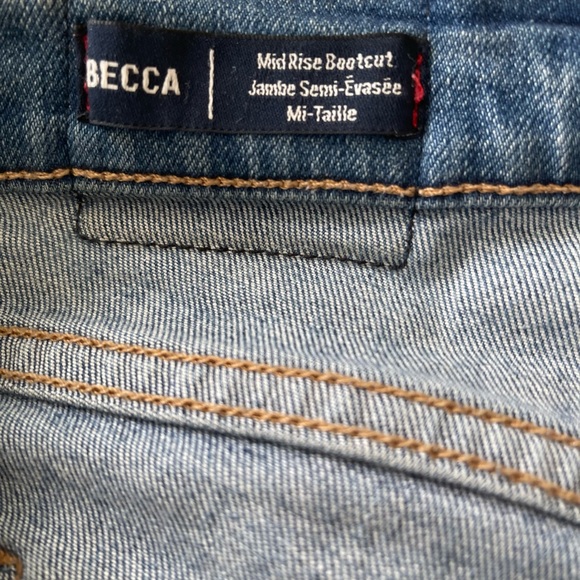 BECCA
Mid Rise Bootcut
Jambe Semi-Évasée
Mi-Taille